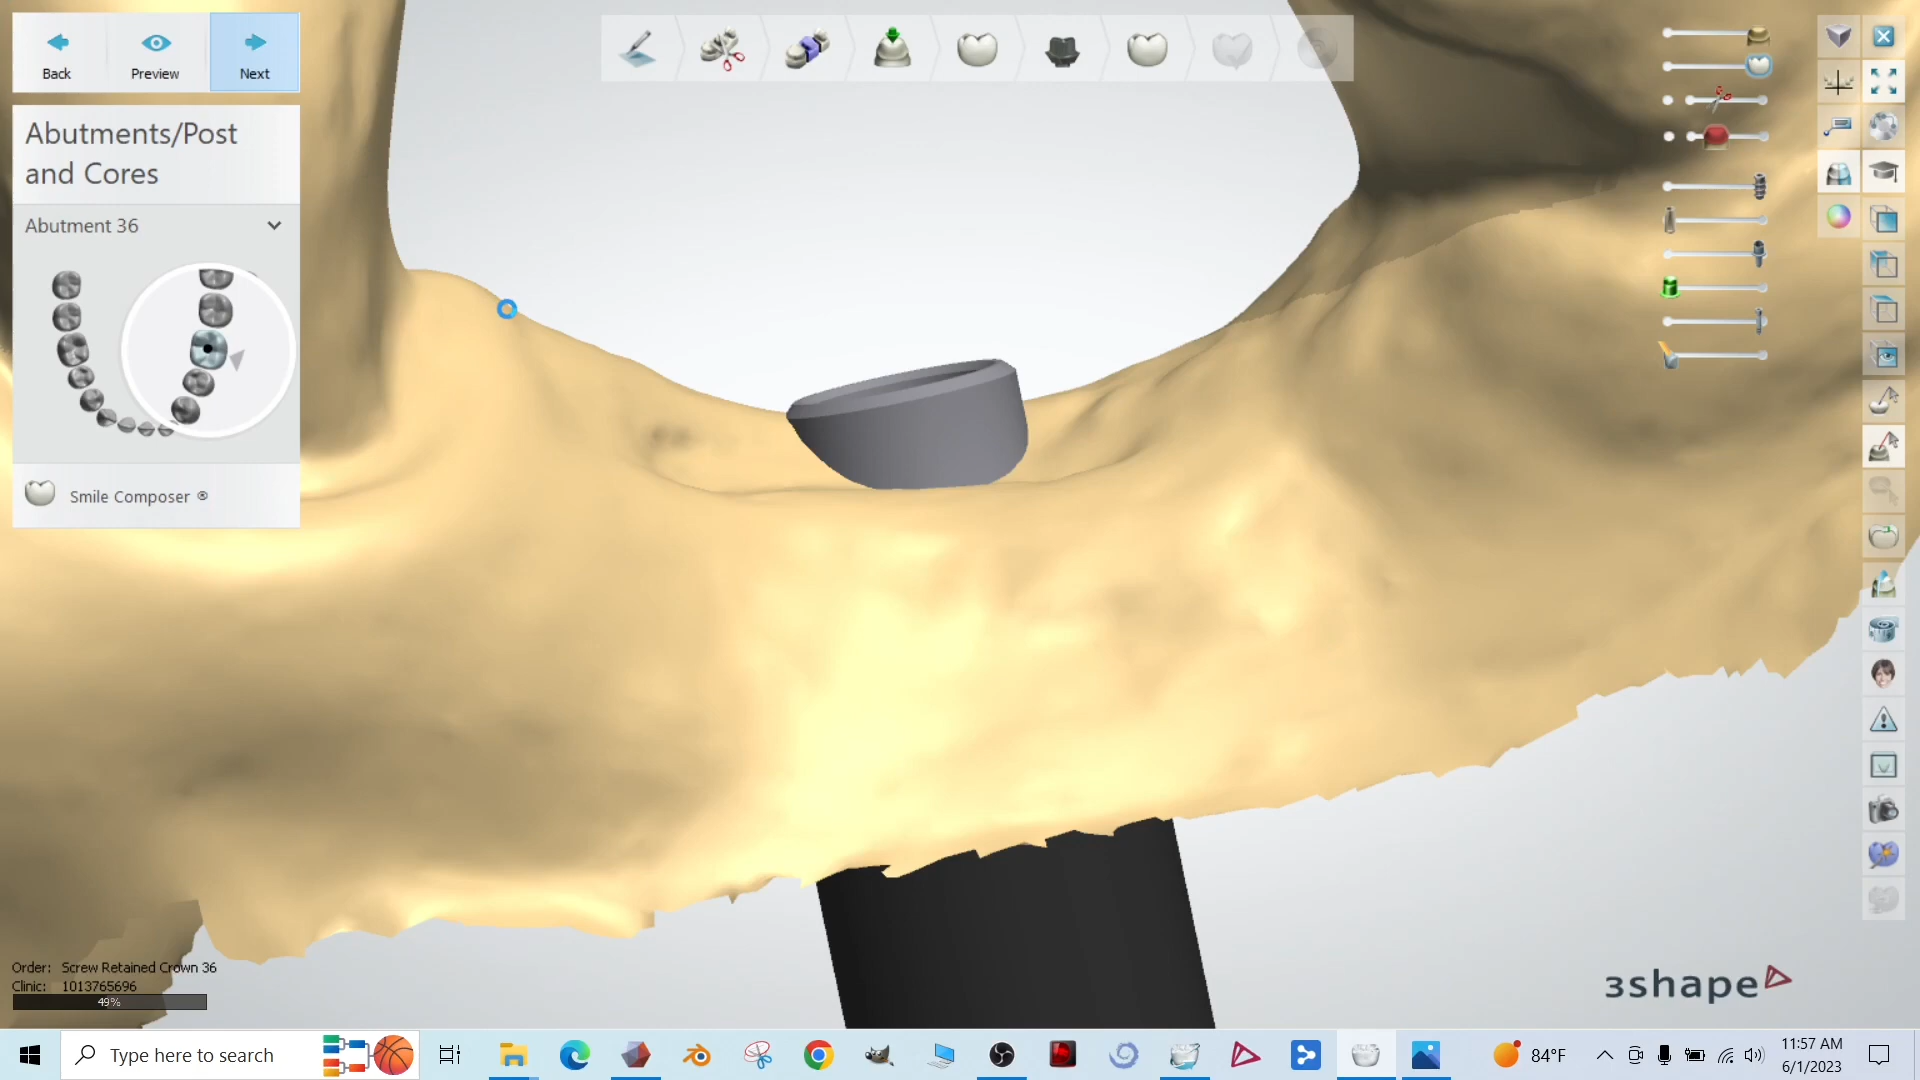 Back
Preview
Next
Abutments/Post
and Cores
Abutment 36
Smile Composer ®
Order: Screw Retained Crown 36
Clinic: 1013765696
49%
3shape
Type here to search
84°F
11:57 AM
6/1/2023